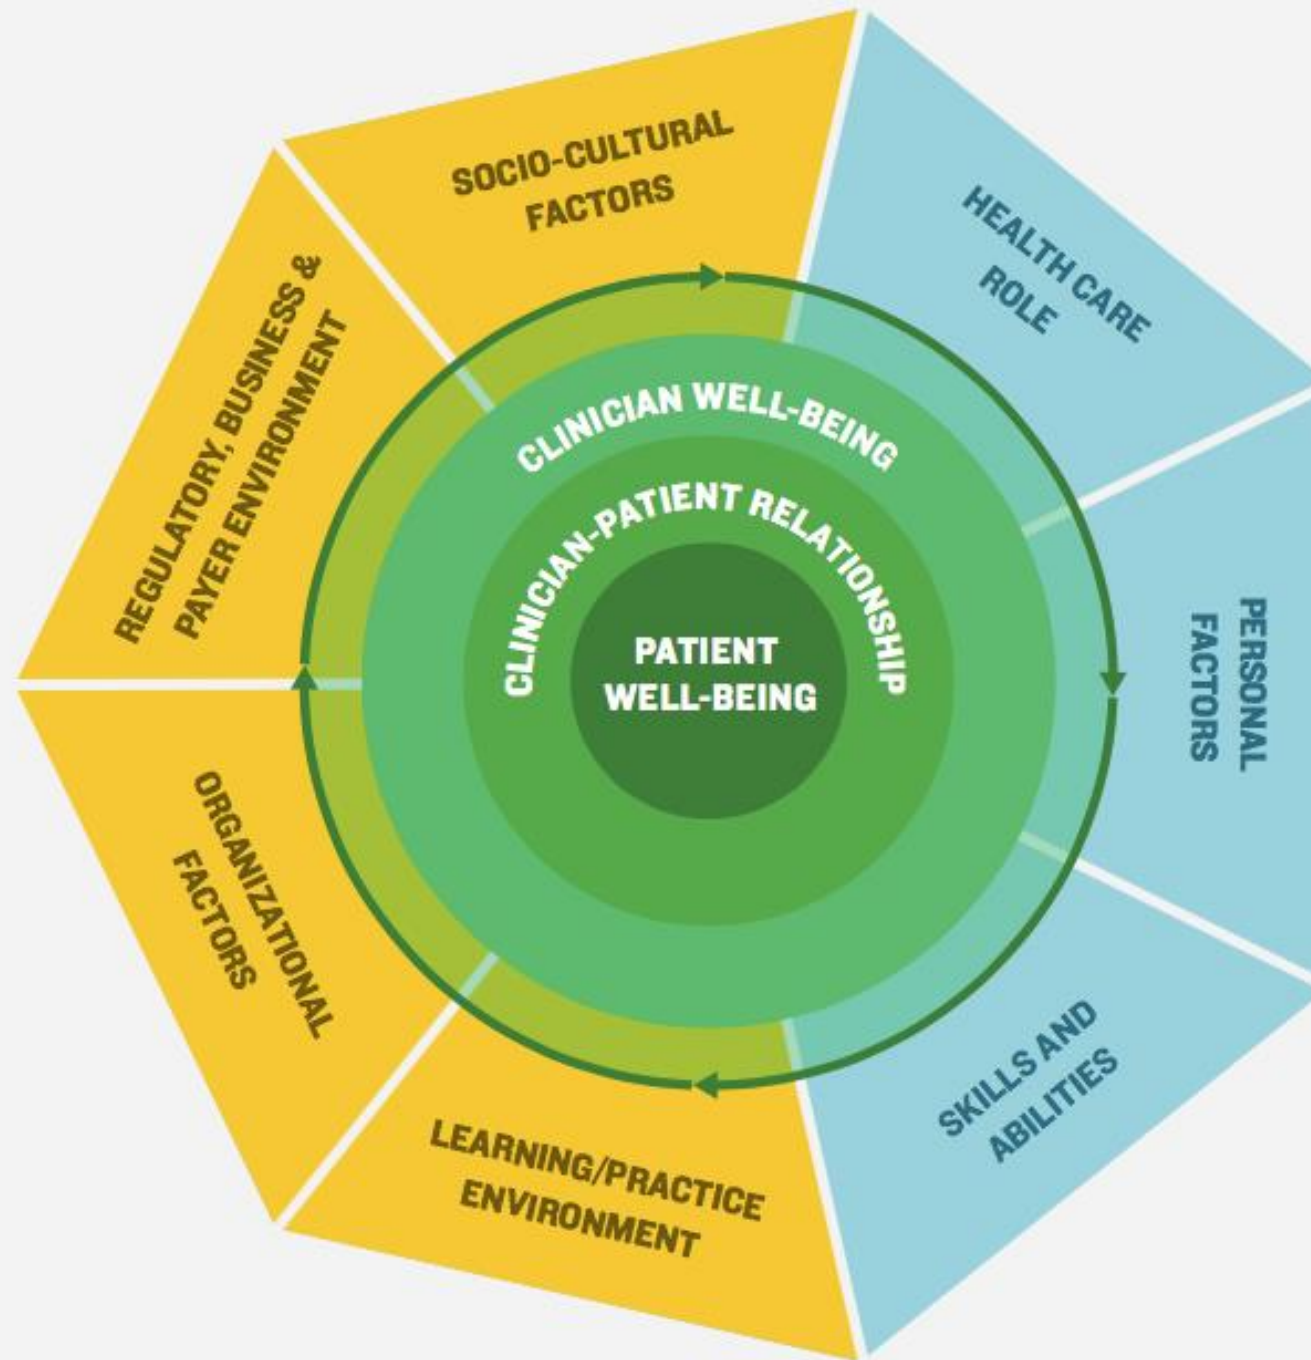 SOCIO-CULTURAL
FACTORS
HEALTH CARE
ROLE
REGULATORY, BUSINESS &
PAYER ENVIRONMENT
CLINICIAN WELL-BEING
CLINICIAN-PATIENT RELATIONSHIP
PATIENT
WELL-BEING
PERSONAL
FACTORS
ORGANIZATIONAL
FACTORS
SKILLS AND
ABILITIES
LEARNING/PRACTICE
ENVIRONMENT